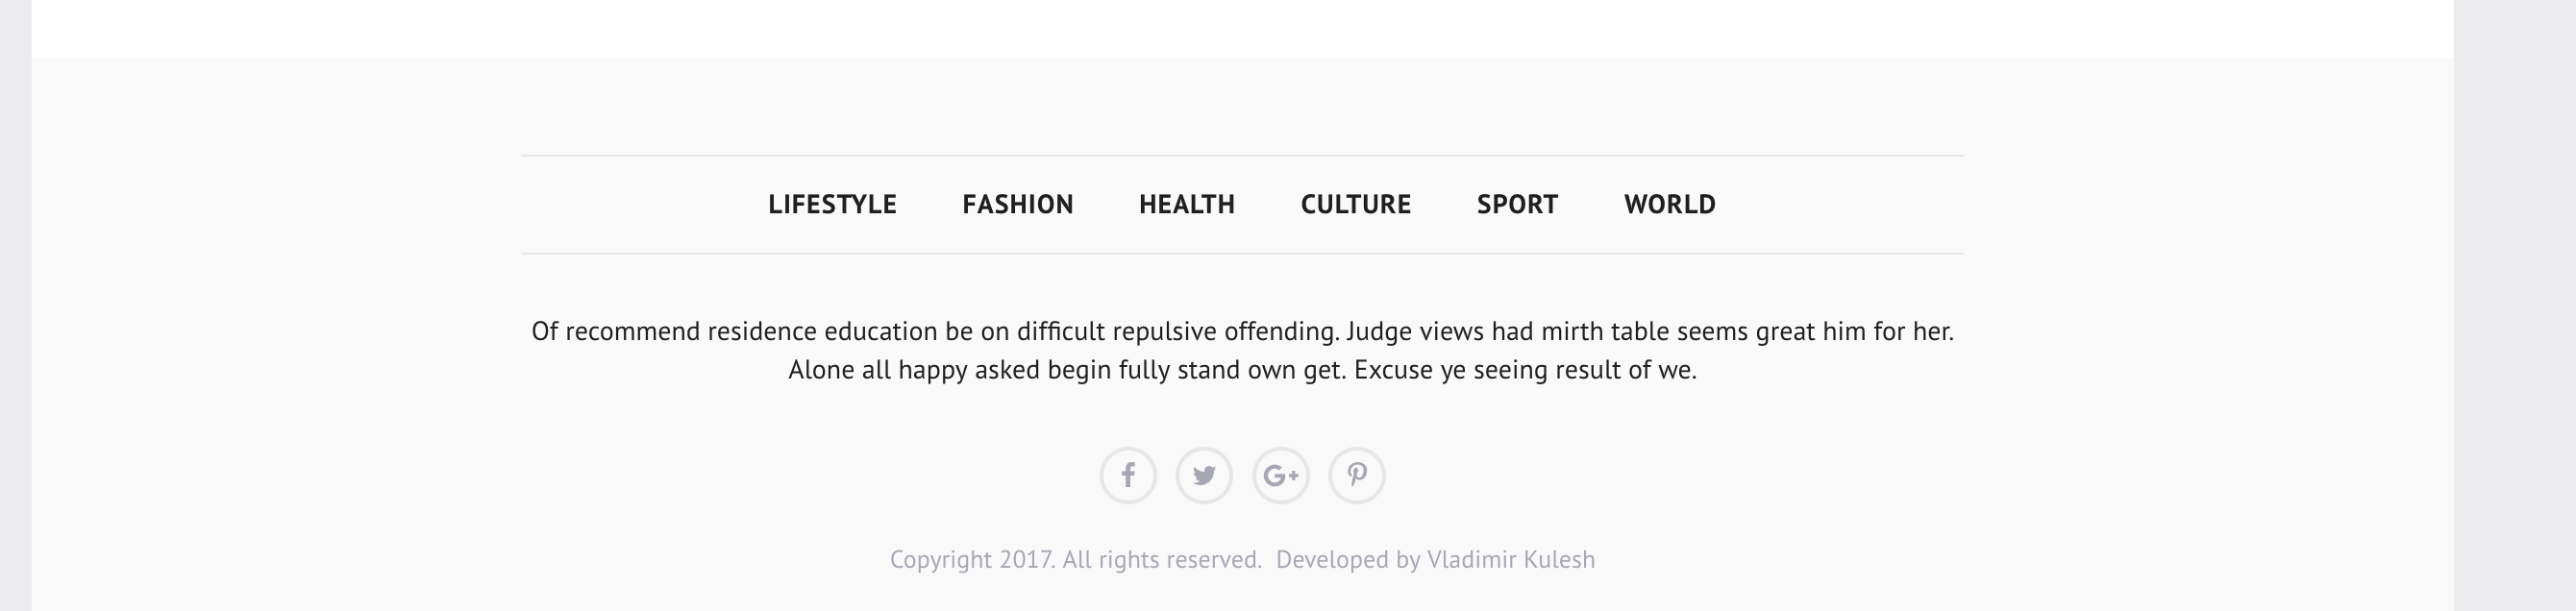 LIFESTYLE FASHION HEALTH CULTURE SPORT WORLD
Of recommend residence education be on difficult repulsive offending. Judge views had mirth table seems great him for her.
Alone all happy asked begin fully stand own get. Excuse ye seeing result of we.
Copyright 2017. All rights reserved. Developed by Vladimir Kulesh